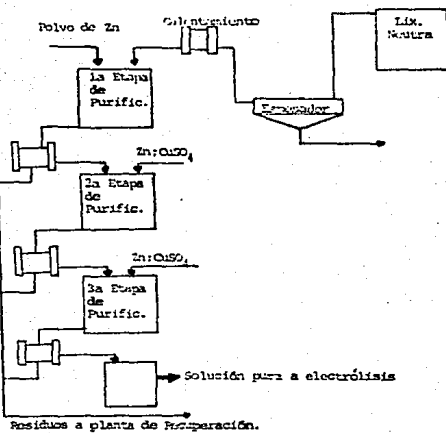 Polvo de Zn
Calentamiento
Lix.
Neutra
1a Etapa
de
Purific.
Espesador
Zn;CuSO4
2a Etapa
de
Purific.
Zn;CuSO4
3a Etapa
de
Purific.
Solución pura a electrólisis
Residuos a planta de Recuperación.